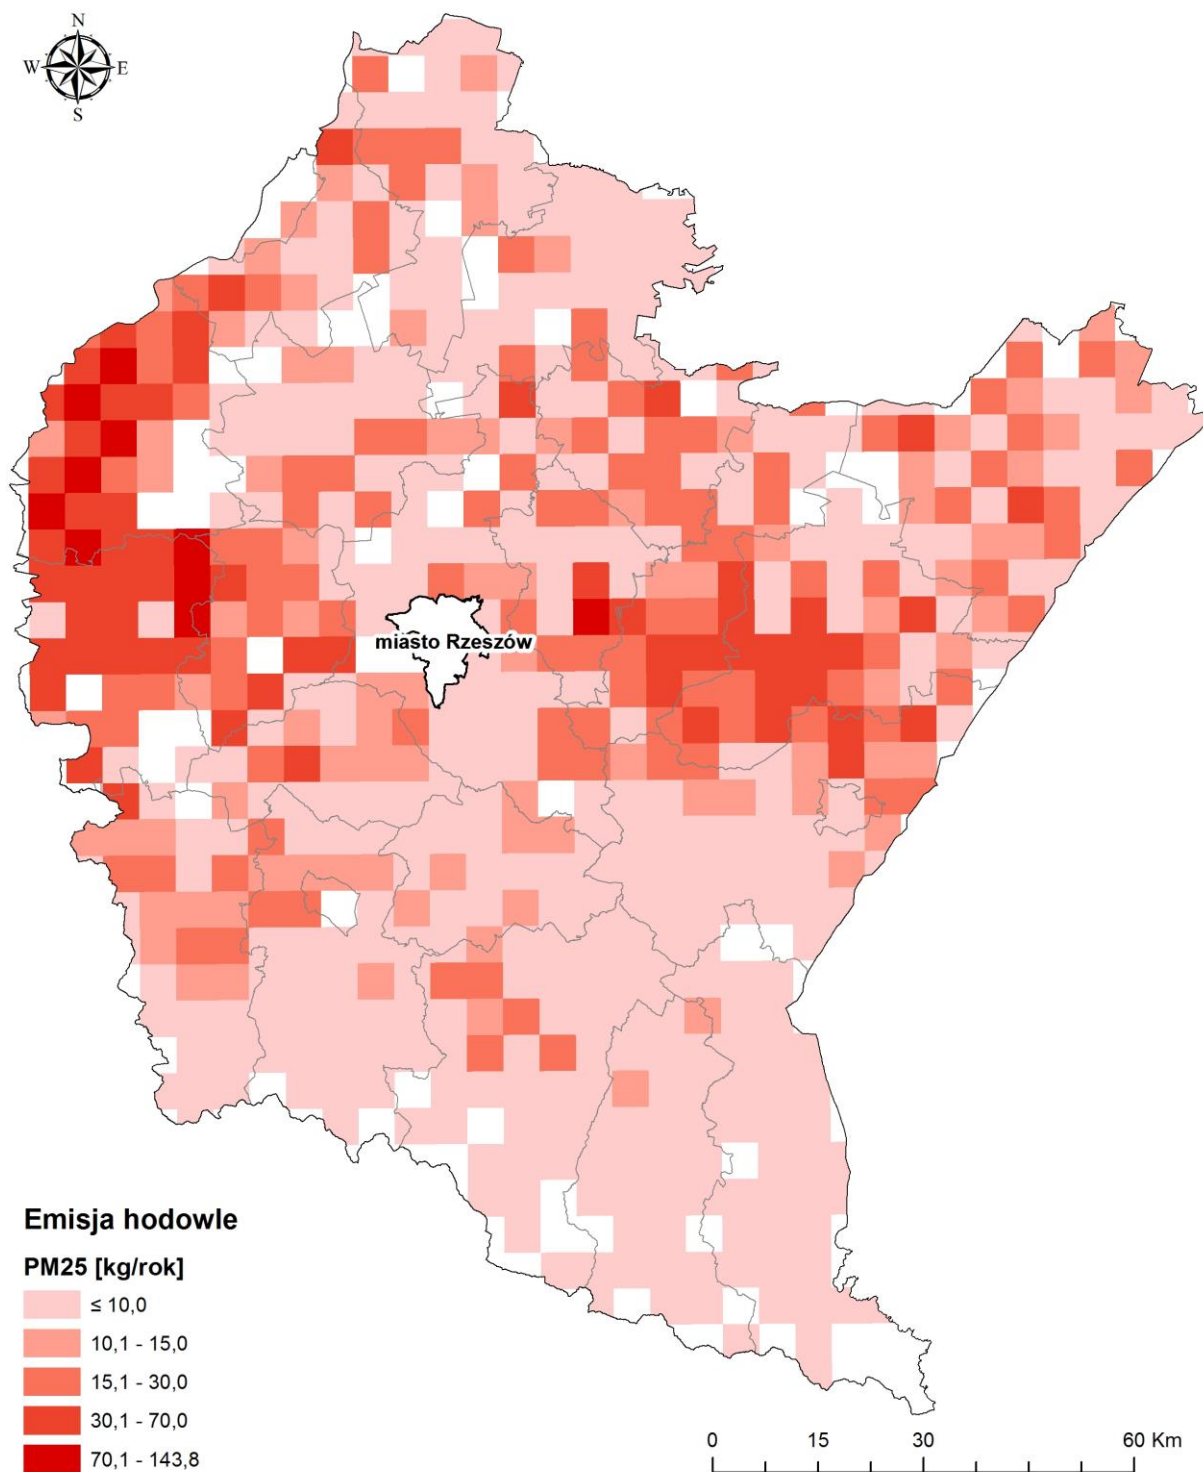 N
W E
S
miasto Rzeszów
Emisja hodowle
PM25 [kg/rok]
≤ 10,0
10,1 - 15,0
15,1 - 30,0
30,1 - 70,0
70,1 - 143,8
0 15 30 60 Km